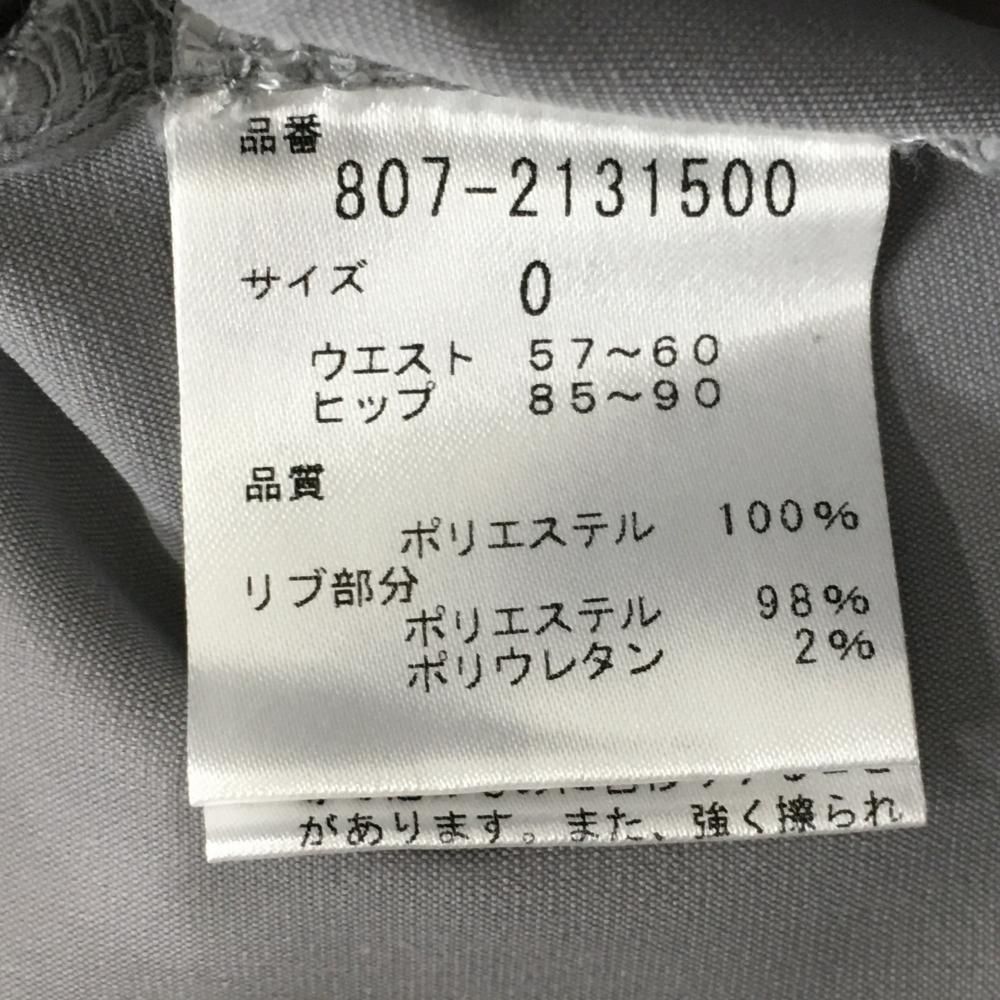 品番
807-2131500
サイズ 0
ウエスト 57～60
ヒップ 85～90
品質
ポリエステル 100%
リブ部分
ポリエステル 98%
ポリウレタン 2%
があります。また、強く擦られ